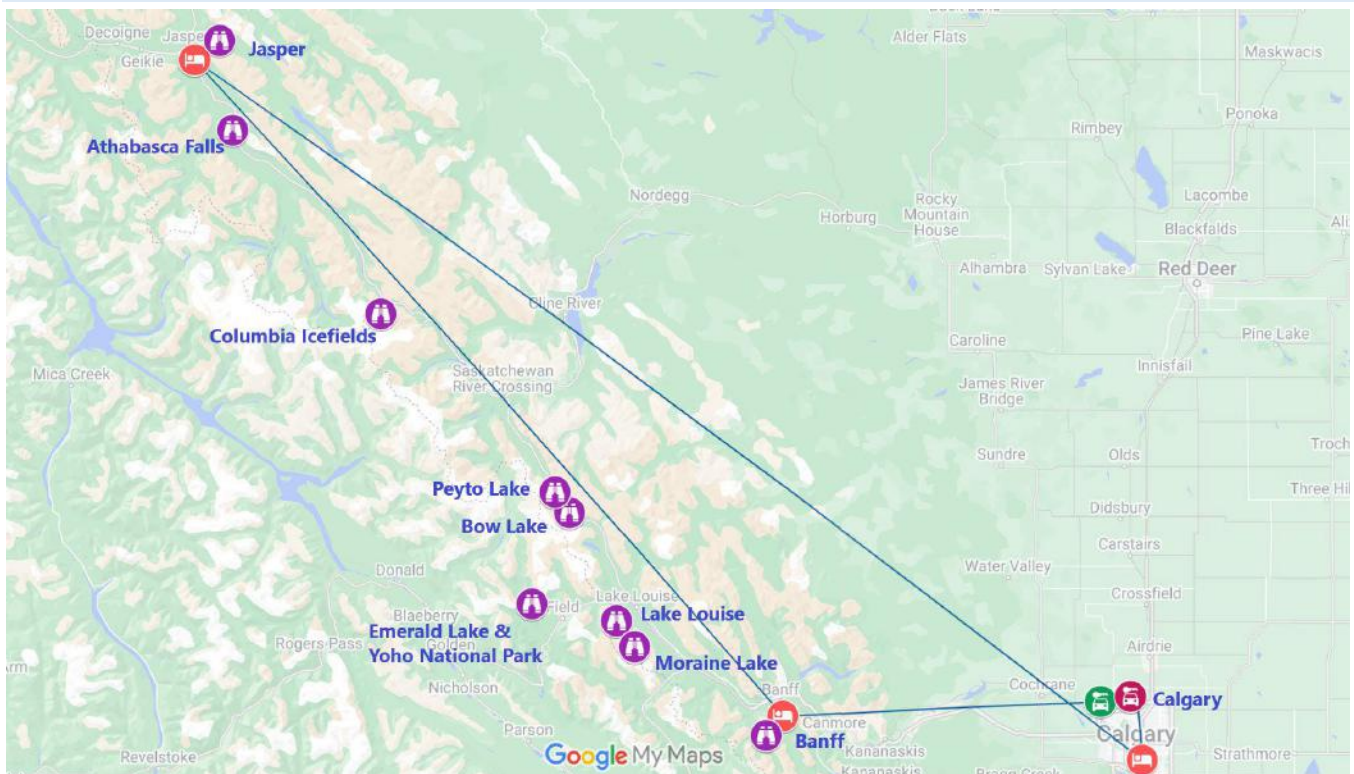 Decoigne
Jasper
Geikie
Jasper
Alder Flats
Maskwacis
Ponoka
Rimbey
Athabasca Falls
Nordegg
Rocky
Mountain
House
Horburg
Lacombe
Blackfalds
Alhambra
Sylvan Lake
Red Deer
Cline River
Columbia Icefields
Pine Lake
Caroline
Innisfail
Mica Creek
Saskatchewan
River Crossing
James River
Bridge
Sundre
Olds
Troch
Three Hil
Peyto Lake
Bow Lake
Didsbury
Carstairs
Water Valley
Donald
Crossfield
Blaeberry
Golden
Field
Lake Louise
Lake Louise
Emerald Lake &
Yoho National Park
Rogers Pass
Moraine Lake
Airdrie
Nicholson
Banff
Cochrane
Calgary
Parson
Canmore
Banff
Calgary
Revelstoke
Google My Maps
Kananaskis
Kananaskis
Strathmore